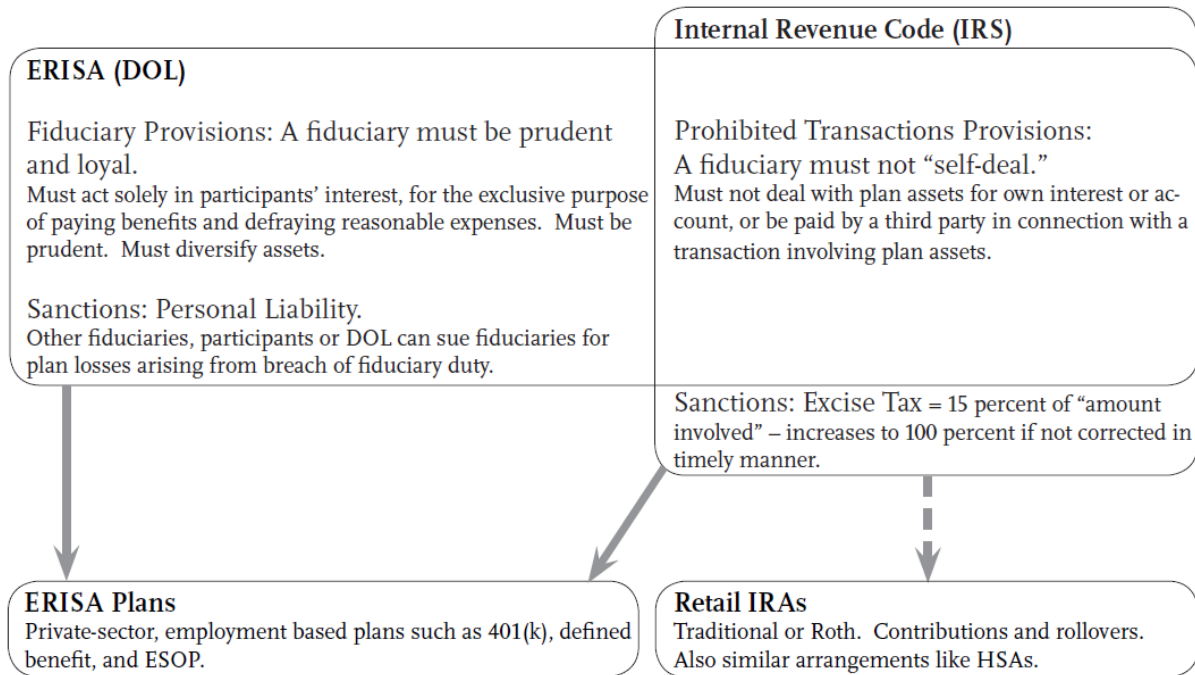 Internal Revenue Code (IRS)
ERISA (DOL)
Fiduciary Provisions: A fiduciary must be prudent
and loyal.
Must act solely in participants’ interest, for the exclusive purpose
of paying benefits and defraying reasonable expenses.  Must be
prudent.  Must diversify assets.
Sanctions: Personal Liability.
Other fiduciaries, participants or DOL can sue fiduciaries for
plan losses arising from breach of fiduciary duty.
Prohibited Transactions Provisions:
A fiduciary must not “self-deal.”
Must not deal with plan assets for own interest or ac-
count, or be paid by a third party in connection with a
transaction involving plan assets.
Sanctions: Excise Tax = 15 percent of “amount
involved” – increases to 100 percent if not corrected in
timely manner.
ERISA Plans
Private-sector, employment based plans such as 401(k), defined
benefit, and ESOP.
Retail IRAs
Traditional or Roth.  Contributions and rollovers.
Also similar arrangements like HSAs.